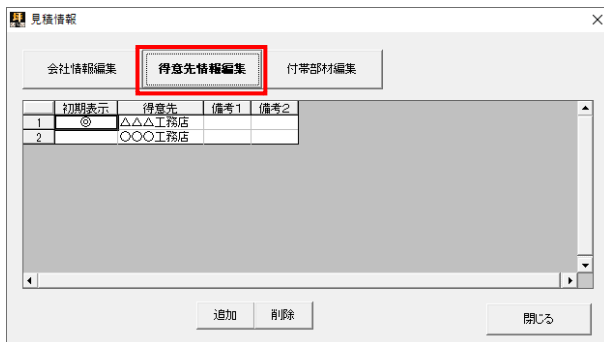 見積情報
会社情報編集 得意先情報編集 付帯部材編集
初期表示 得意先 備考1 備考2
1 ◎ △△△工務店
2 〇〇〇工務店
追加 削除 閉じる